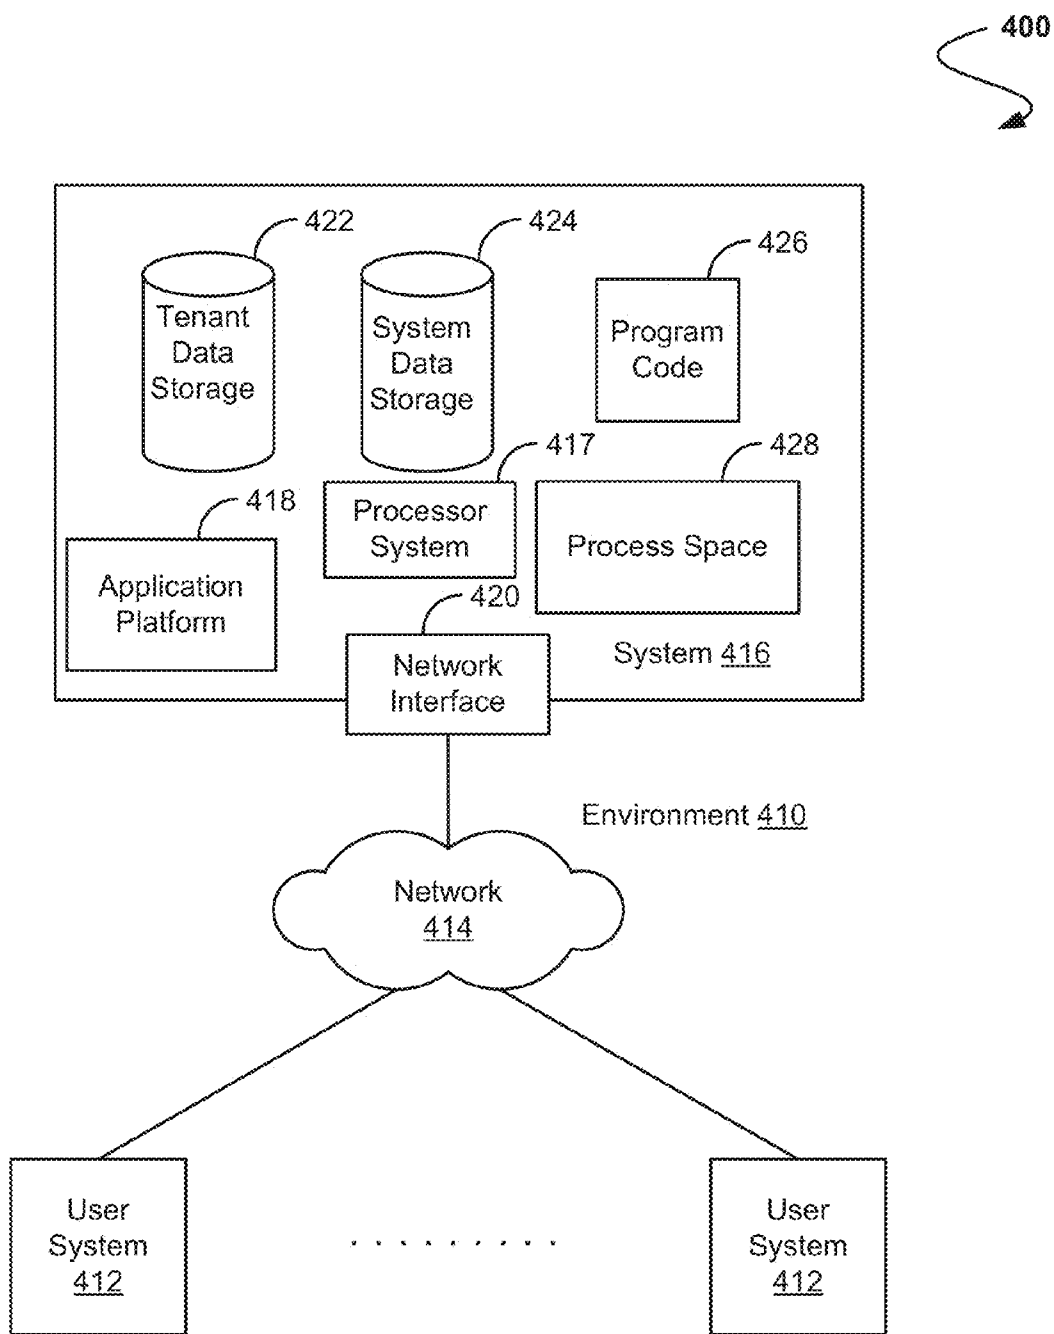 400
422
424
426
Tenant
Data
Storage
System
Data
Storage
Program
Code
417
428
418
Processor
System
Process Space
Application
Platform
420
Network
Interface
System 416
Environment 410
Network
414
User
System
412
. . . . . . . . .
User
System
412